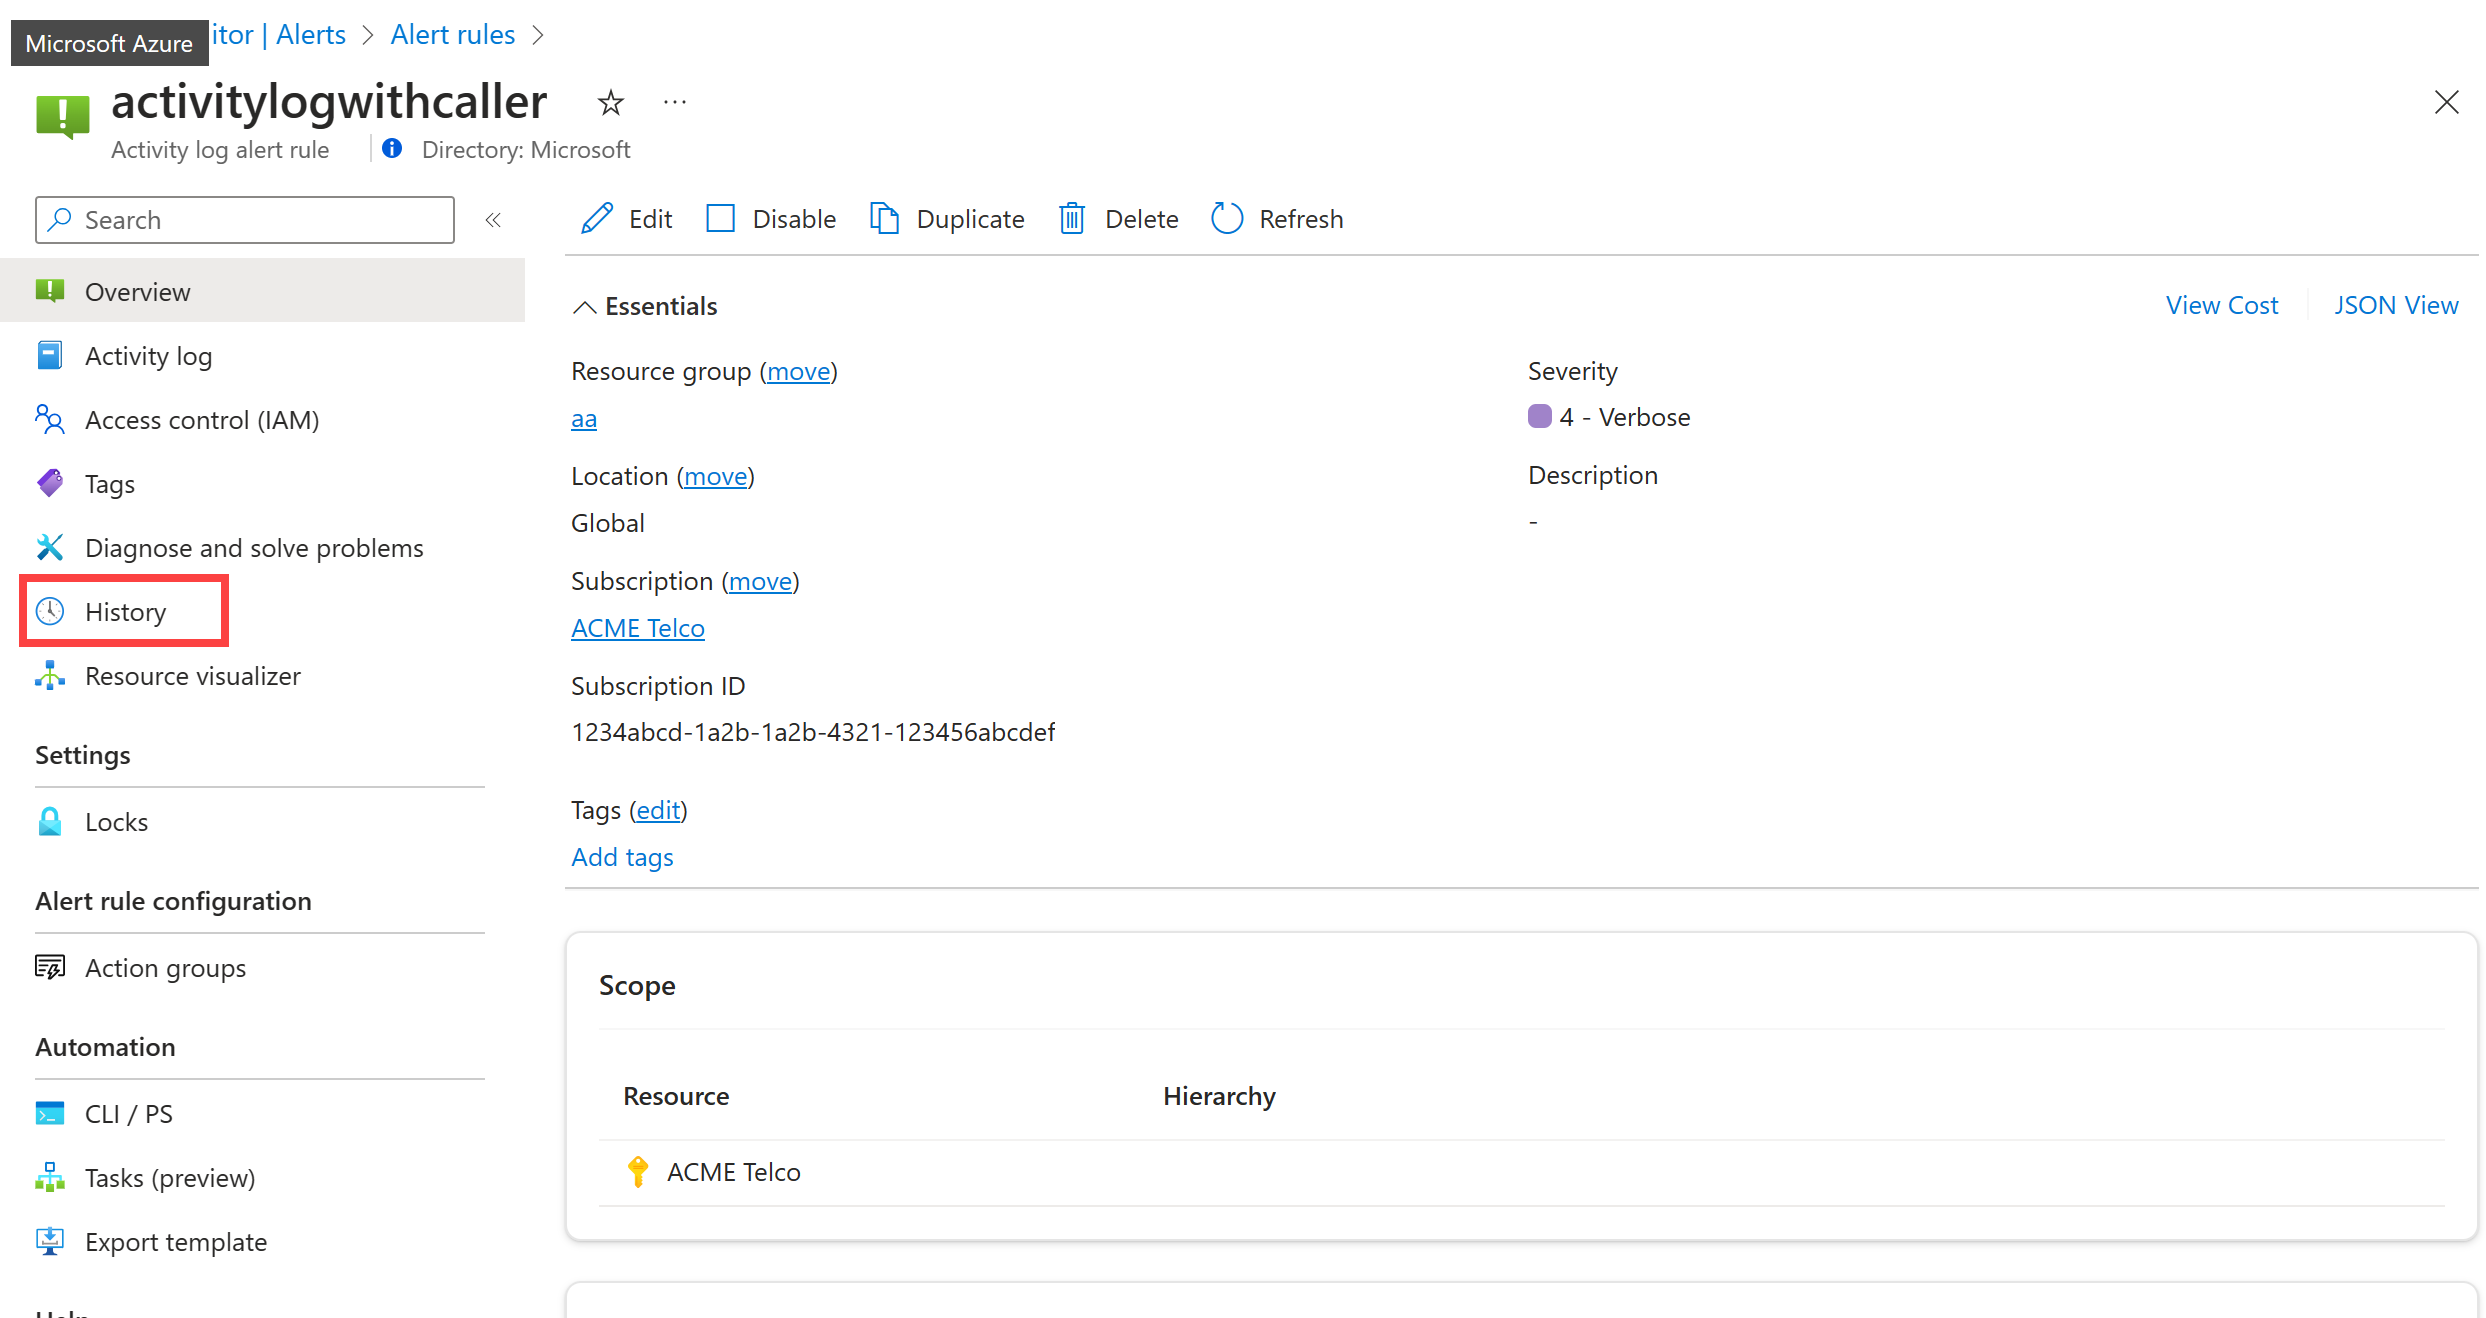 Microsoft Azure
itor | Alerts > Alert rules >
activitylogwithcaller ...
Activity log alert rule
Directory: Microsoft
Search
«
Overview
Activity log
Access control (IAM)
Tags
Diagnose and solve problems
History
Resource visualizer
Settings
Locks
Alert rule configuration
Action groups
Automation
CLI / PS
Tasks (preview)
Export template
Edit
Disable
Duplicate
Delete
Refresh
Essentials
View Cost
JSON View
Resource group (move)
aa
Location (move)
Global
Subscription (move)
ACME Telco
Subscription ID
1234abcd-1a2b-1a2b-4321-123456abcdef
Tags (edit)
Add tags
Severity
4 - Verbose
Description
-
Scope
Resource
Hierarchy
ACME Telco